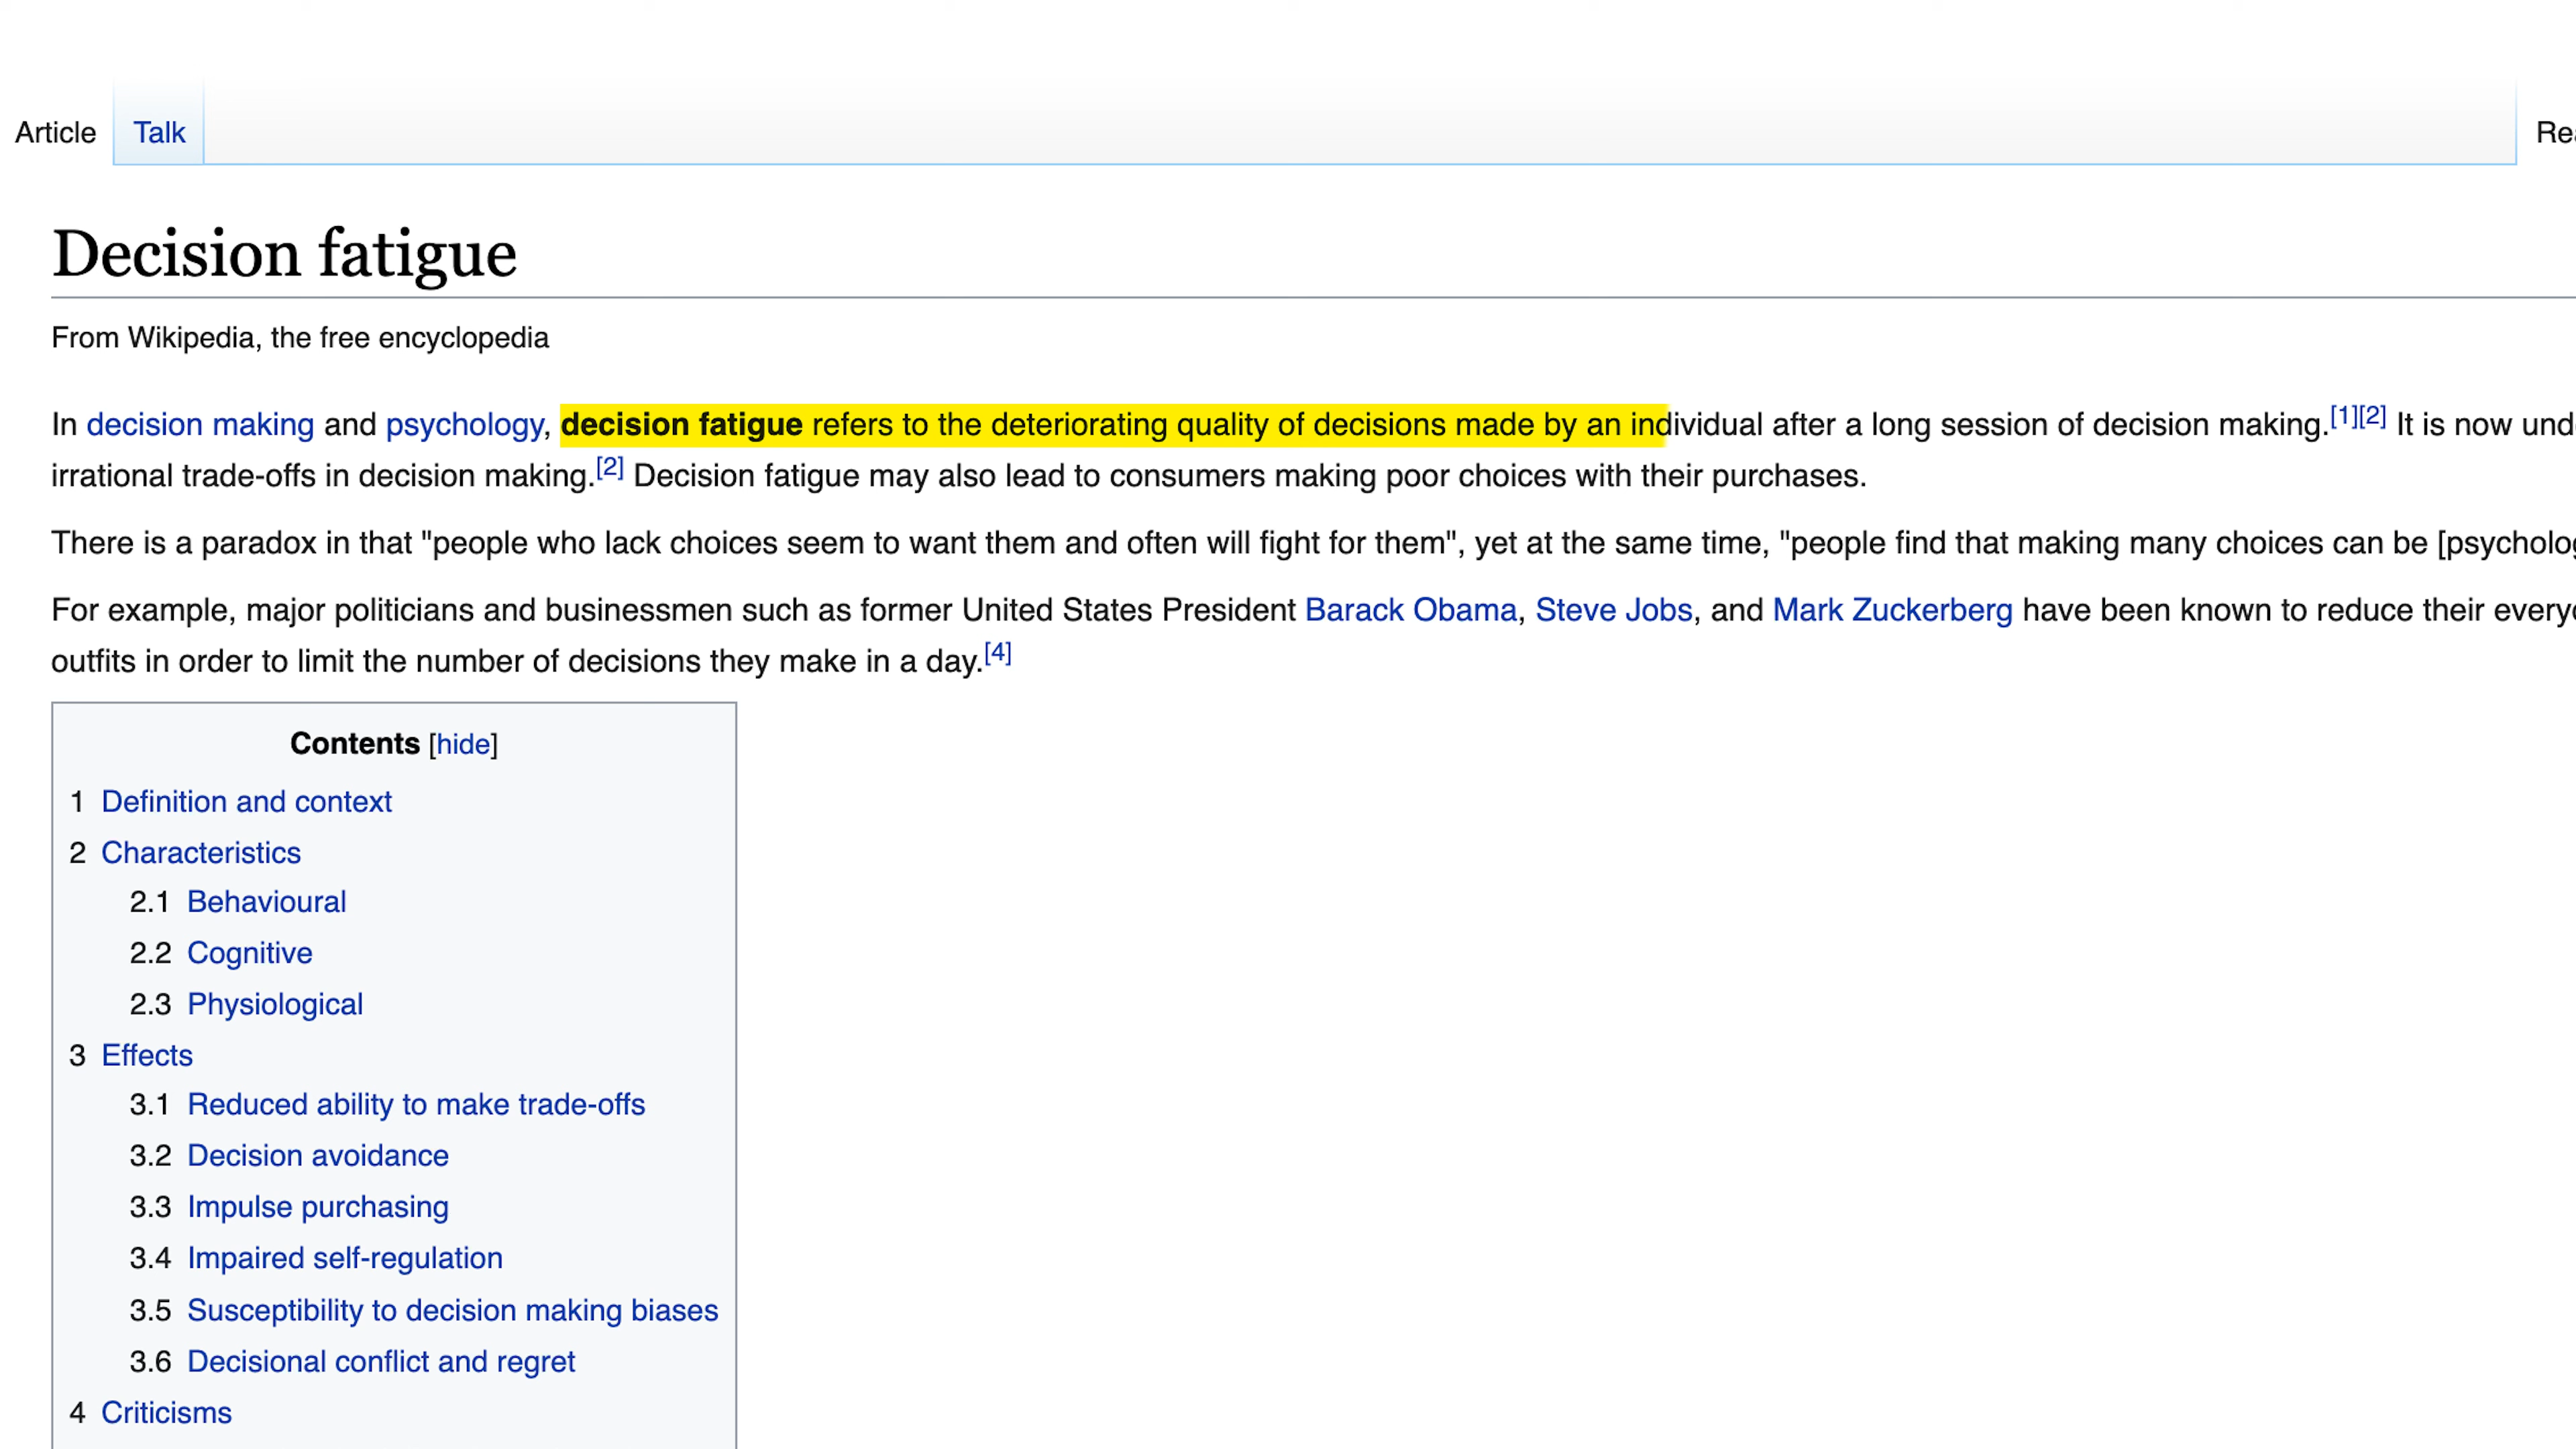 Article Talk
Decision fatigue
From Wikipedia, the free encyclopedia
In decision making and psychology, decision fatigue refers to the deteriorating quality of decisions made by an individual after a long session of decision making.[1][2] It is now
irrational trade-offs in decision making.[2] Decision fatigue may also lead to consumers making poor choices with their purchases.
There is a paradox in that "people who lack choices seem to want them and often will fight for them", yet at the same time, "people find that making many choices can be
For example, major politicians and businessmen such as former United States President Barack Obama, Steve Jobs, and Mark Zuckerberg have been known to reduce their
outfits in order to limit the number of decisions they make in a day.[4]
Contents [hide]
1 Definition and context
2 Characteristics
2.1 Behavioural
2.2 Cognitive
2.3 Physiological
3 Effects
3.1 Reduced ability to make trade-offs
3.2 Decision avoidance
3.3 Impulse purchasing
3.4 Impaired self-regulation
3.5 Susceptibility to decision making biases
3.6 Decisional conflict and regret
4 Criticisms